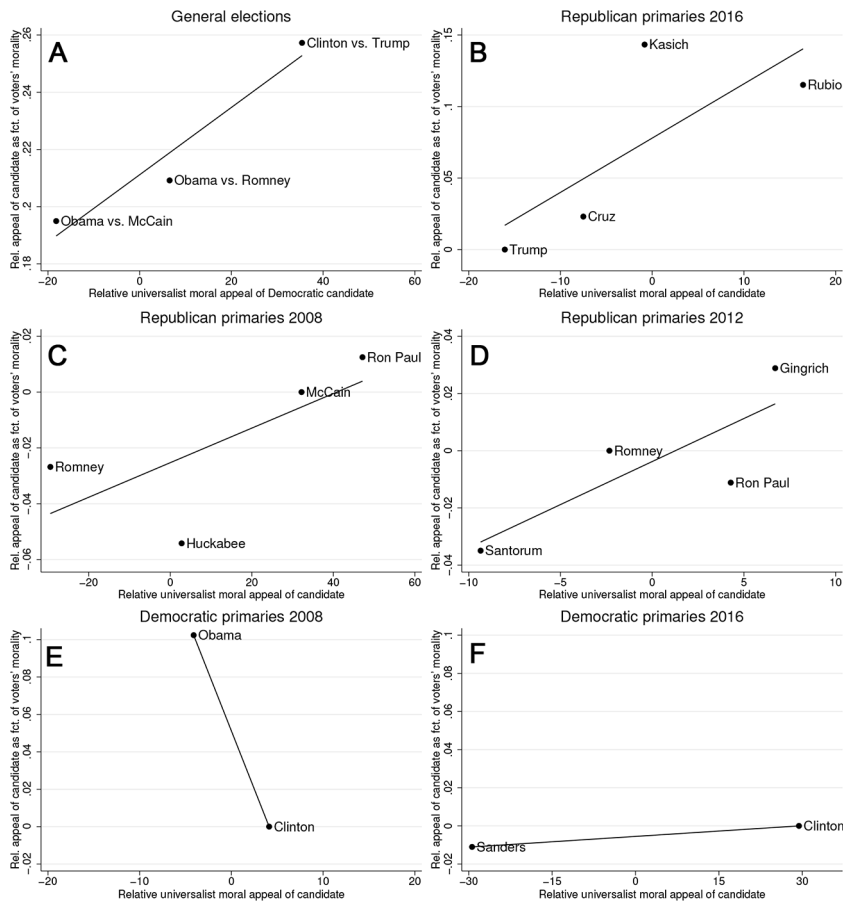 General elections
A
Rel. appeal of candidate as fct. of voters' morality
.18 .2 .22 .24 .26
Clinton vs. Trump
Obama vs. Romney
Obama vs. McCain
−20 0 20 40 60
Relative universalist moral appeal of Democratic candidate
Republican primaries 2016
B
Rel. appeal of candidate as fct. of voters' morality
0 .05 .1 .15
Kasich
Rubio
Cruz
Trump
−20 −10 0 10 20
Relative universalist moral appeal of candidate
Republican primaries 2008
C
Rel. appeal of candidate as fct. of voters' morality
−.06 −.04 −.02 0 .02
Ron Paul
McCain
Romney
Huckabee
−20 0 20 40 60
Relative universalist moral appeal of candidate
Republican primaries 2012
D
Rel. appeal of candidate as fct. of voters' morality
−.04 −.02 0 .02 .04
Gingrich
Romney
Ron Paul
Santorum
−10 −5 0 5 10
Relative universalist moral appeal of candidate
Democratic primaries 2008
E
Rel. appeal of candidate as fct. of voters' morality
−.02 0 .02 .04 .06 .08 .1
Obama
Clinton
−20 −10 0 10 20
Relative universalist moral appeal of candidate
Democratic primaries 2016
F
Rel. appeal of candidate as fct. of voters' morality
−.02 0 .02 .04 .06 .08 .1
Clinton
Sanders
−30 −15 0 15 30
Relative universalist moral appeal of candidate